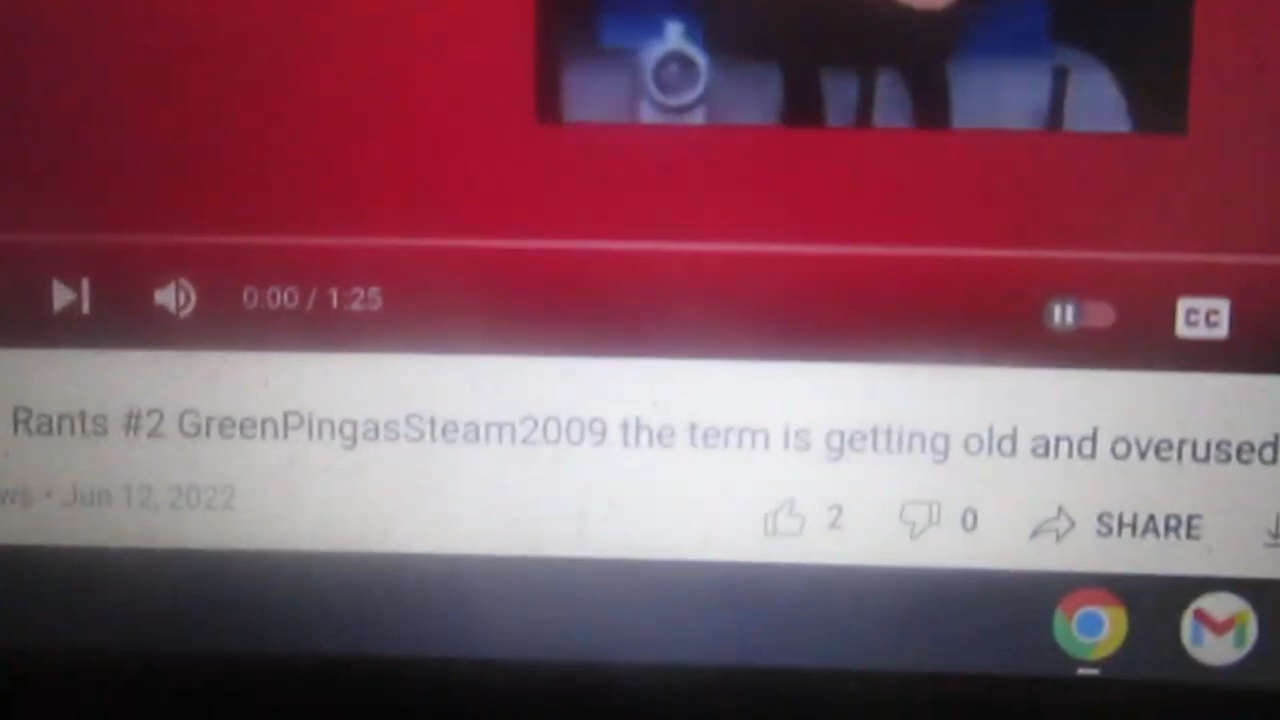 0:00 / 1:25
CC
Rants #2 GreenPingasSteam2009 the term is getting old and overused
ws • Jun 12, 2022
2
0
SHARE